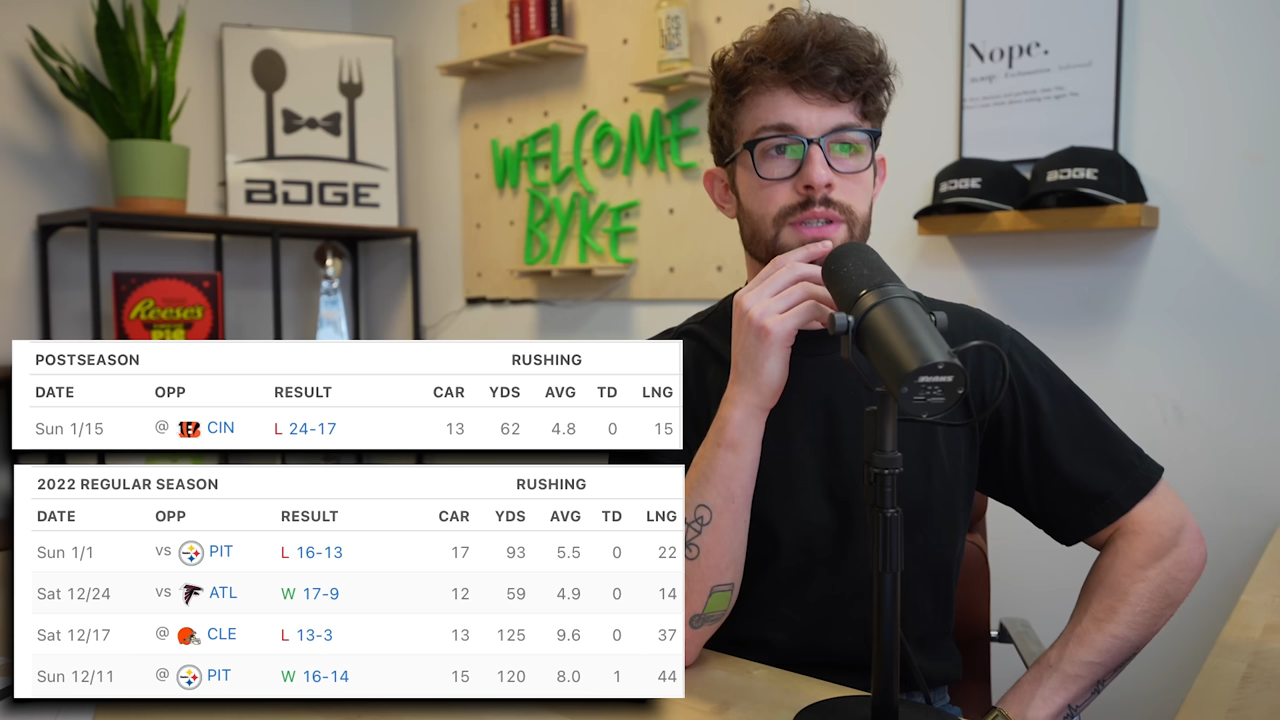 BDGE
WELCOME
BYKE
Nope.
BDGE
BDGE
Reese's
POSTSEASON RUSHING
DATE OPP RESULT CAR YDS AVG TD LNG
Sun 1/15 @ CIN L 24-17 13 62 4.8 0 15
2022 REGULAR SEASON RUSHING
DATE OPP RESULT CAR YDS AVG TD LNG
Sun 1/1 vs PIT L 16-13 17 93 5.5 0 22
Sat 12/24 vs ATL W 17-9 12 59 4.9 0 14
Sat 12/17 @ CLE L 13-3 13 125 9.6 0 37
Sun 12/11 @ PIT W 16-14 15 120 8.0 1 44